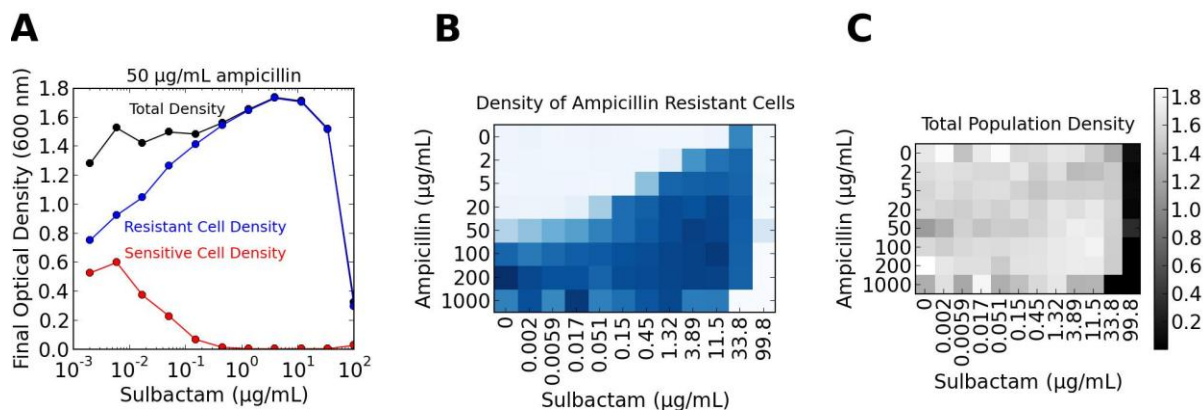 A
50 µg/mL ampicillin
Final Optical Density (600 nm)
1.8
1.6
1.4
1.2
1.0
0.8
0.6
0.4
0.2
0.0
Total Density
Resistant Cell Density
Sensitive Cell Density
10⁻³ 10⁻² 10⁻¹ 10⁰ 10¹ 10²
Sulbactam (µg/mL)
B
Density of Ampicillin Resistant Cells
Ampicillin (µg/mL)
0
2
5
20
50
100
200
1000
0 0.002 0.0059 0.017 0.051 0.15 0.45 1.32 3.89 11.5 33.8 99.8
Sulbactam (µg/mL)
C
Total Population Density
Ampicillin (µg/mL)
0
2
5
20
50
100
200
1000
0 0.002 0.0059 0.017 0.051 0.15 0.45 1.32 3.89 11.5 33.8 99.8
Sulbactam (µg/mL)
1.8
1.6
1.4
1.2
1.0
0.8
0.6
0.4
0.2